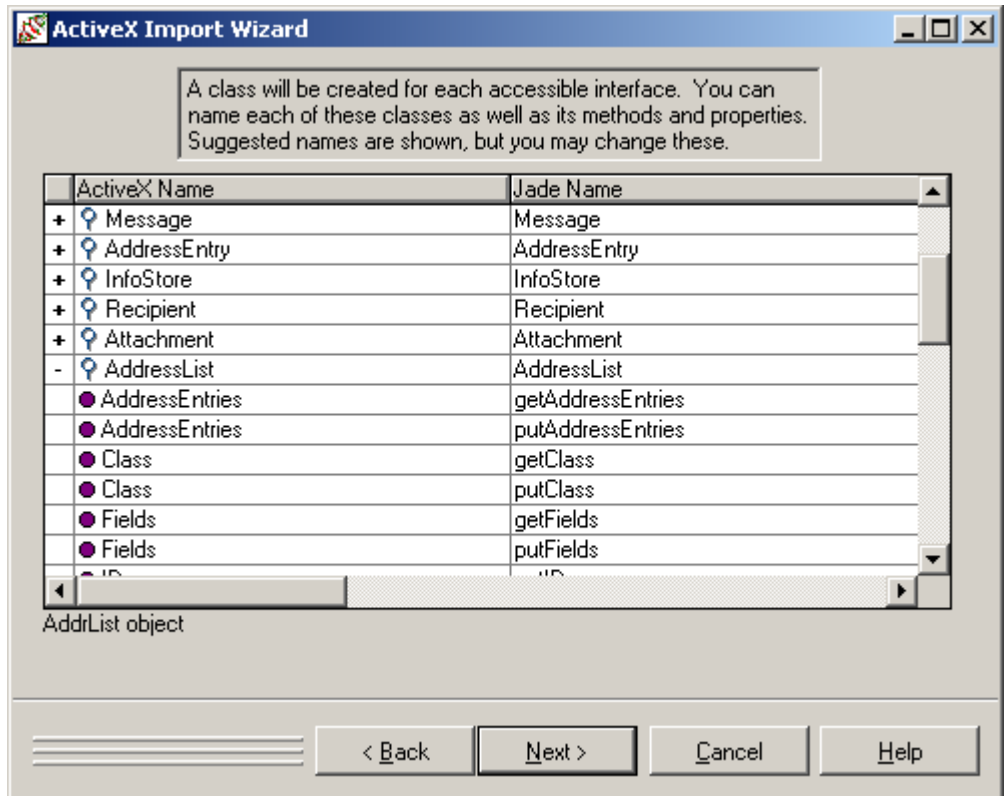 ActiveX Import Wizard
A class will be created for each accessible interface. You can
name each of these classes as well as its methods and properties.
Suggested names are shown, but you may change these.
ActiveX Name Jade Name
+ Message Message
+ AddressEntry AddressEntry
+ InfoStore InfoStore
+ Recipient Recipient
+ Attachment Attachment
- AddressList AddressList
AddressEntries getAddressEntries
AddressEntries putAddressEntries
Class getClass
Class putClass
Fields getFields
Fields putFields
AddrList object
< Back Next > Cancel Help